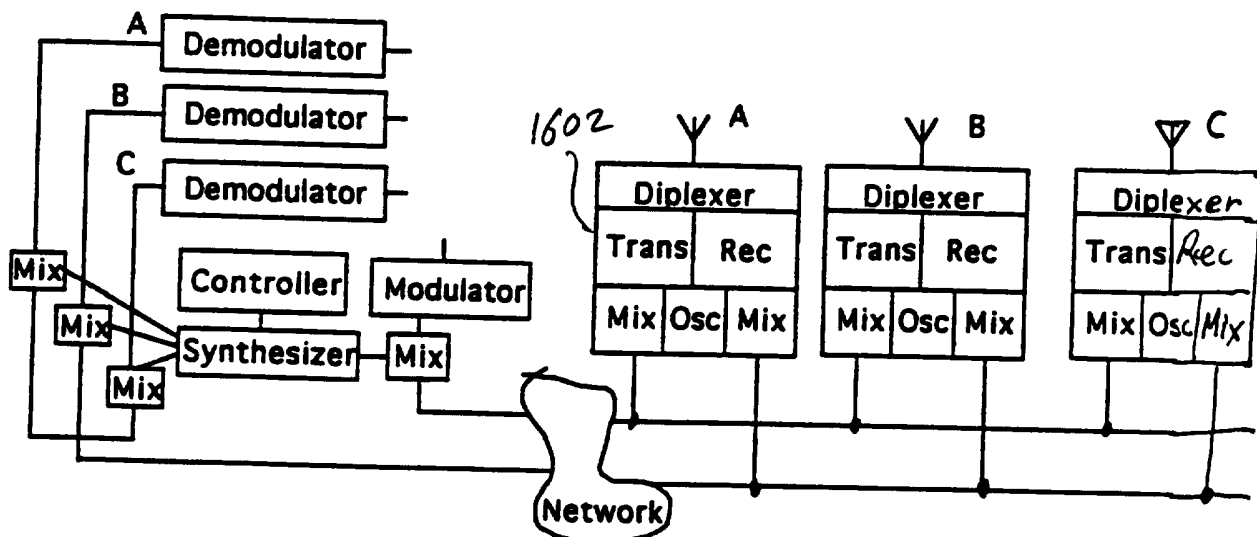 A
Demodulator
B
Demodulator
C
Demodulator
Mix
Mix
Mix
Controller
Synthesizer
Modulator
Mix
Network
1602
A
Diplexer
Trans Rec
Mix Osc Mix
B
Diplexer
Trans Rec
Mix Osc Mix
C
Diplexer
Trans Rec
Mix Osc Mix